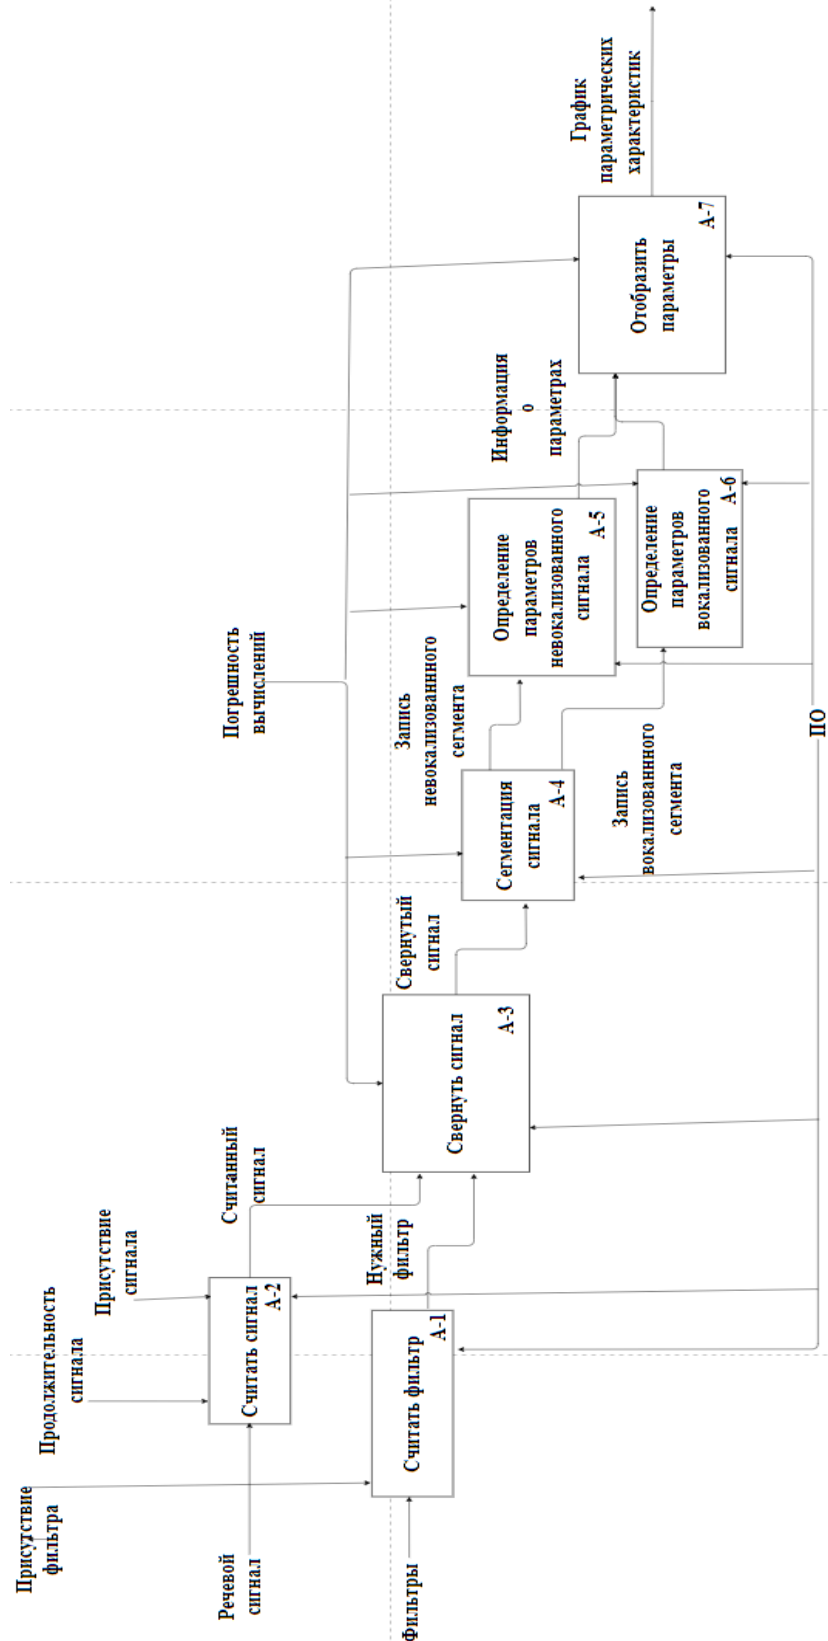 Присутствие
фильтра
Продолжительность
сигнала
Присутствие
сигнала
Речевой
сигнал
Считать сигнал
А-2
Считанный
сигнал
Фильтры
Считать фильтр
А-1
Нужный
фильтр
Погрешность
вычислений
Свернуть сигнал
А-3
Свернутый
сигнал
Сегментация
сигнала
А-4
Запись
невокализованнного
сегмента
Запись
вокализованнного
сегмента
Определение
параметров
невокализованного
сигнала
А-5
Определение
параметров
вокализованного
сигнала
А-6
Информация
о
параметрах
Отобразить
параметры
А-7
График
параметрических
характеристик
ПО